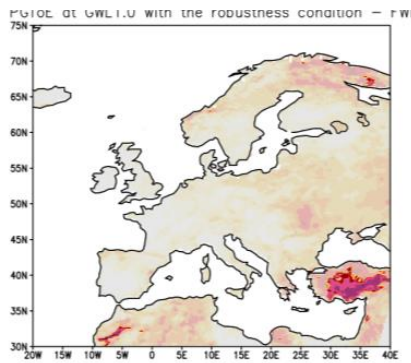 PGToE at GWL1.0 with the robustness condition – FW
75N
70N
65N
60N
55N
50N
45N
40N
35N
30N
20W 15W 10W 5W 0 5E 10E 15E 20E 25E 30E 35E 40E